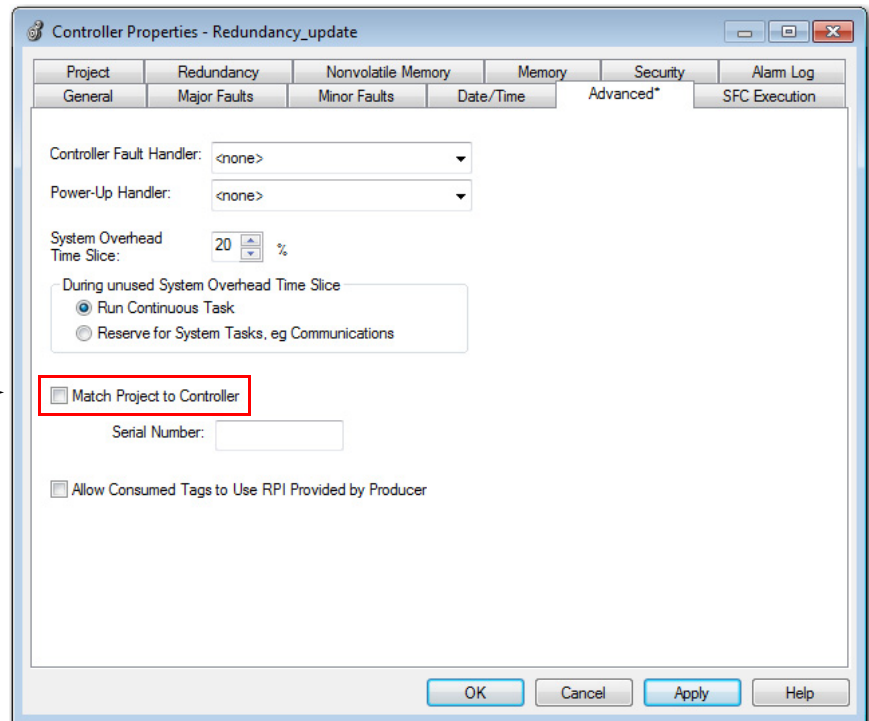 Controller Properties - Redundancy_update
Project Redundancy Nonvolatile Memory Memory Security Alarm Log
General Major Faults Minor Faults Date/Time Advanced* SFC Execution
Controller Fault Handler: <none>
Power-Up Handler: <none>
System Overhead
Time Slice: 20 %
During unused System Overhead Time Slice
Run Continuous Task
Reserve for System Tasks, eg Communications
Match Project to Controller
Serial Number:
Allow Consumed Tags to Use RPI Provided by Producer
OK Cancel Apply Help